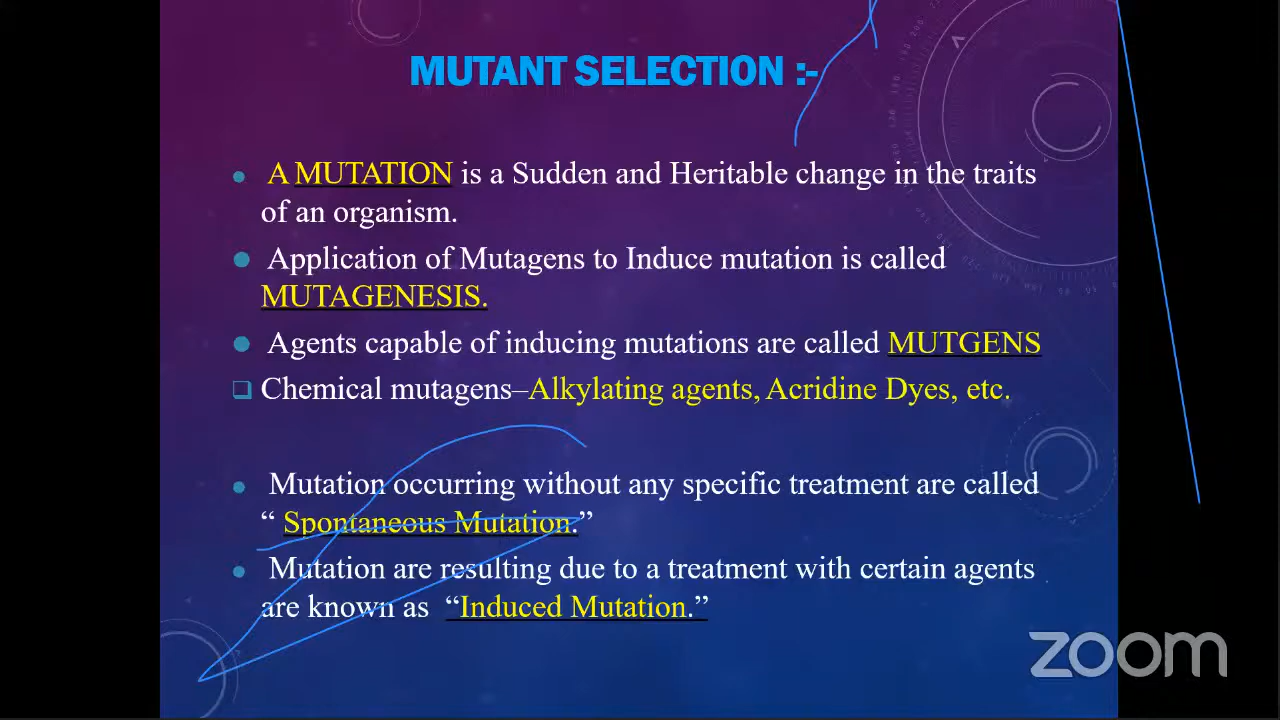 MUTANT SELECTION :-
A MUTATION is a Sudden and Heritable change in the traits
of an organism.
Application of Mutagens to Induce mutation is called
MUTAGENESIS.
Agents capable of inducing mutations are called MUTGENS
Chemical mutagens–Alkylating agents, Acridine Dyes, etc.
Mutation occurring without any specific treatment are called
“ Spontaneous Mutation.”
Mutation are resulting due to a treatment with certain agents
are known as “Induced Mutation.”
zoom